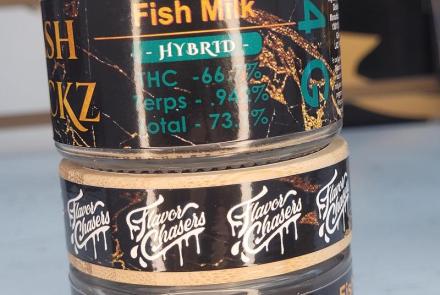 Fish Milk
- HYBRID -
SH
CKZ
4 G
THC -66.
Terps - .94
Total - 73.
Flavor Chasers
Flavor Chasers
Flavor Chasers
Flavor Chasers